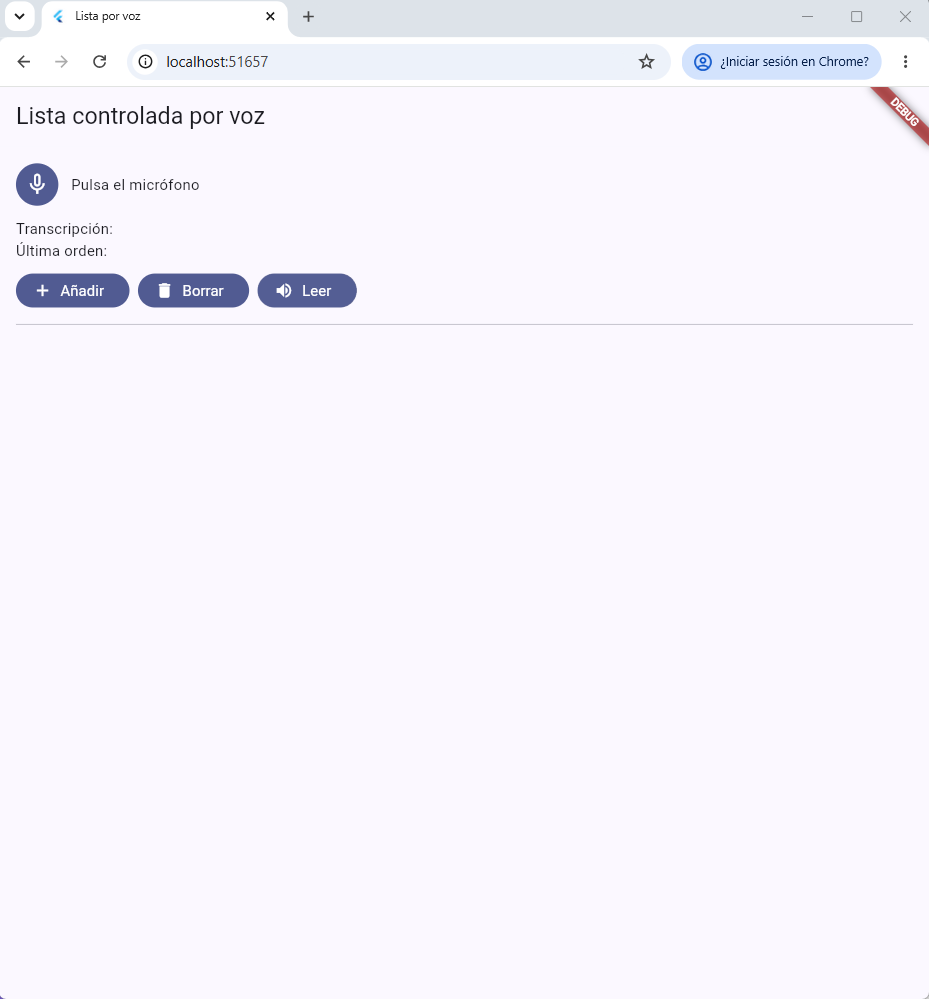 Lista por voz
localhost:51657
¿Iniciar sesión en Chrome?
Lista controlada por voz
DEBUG
Pulsa el micrófono
Transcripción:
Última orden:
Añadir Borrar Leer